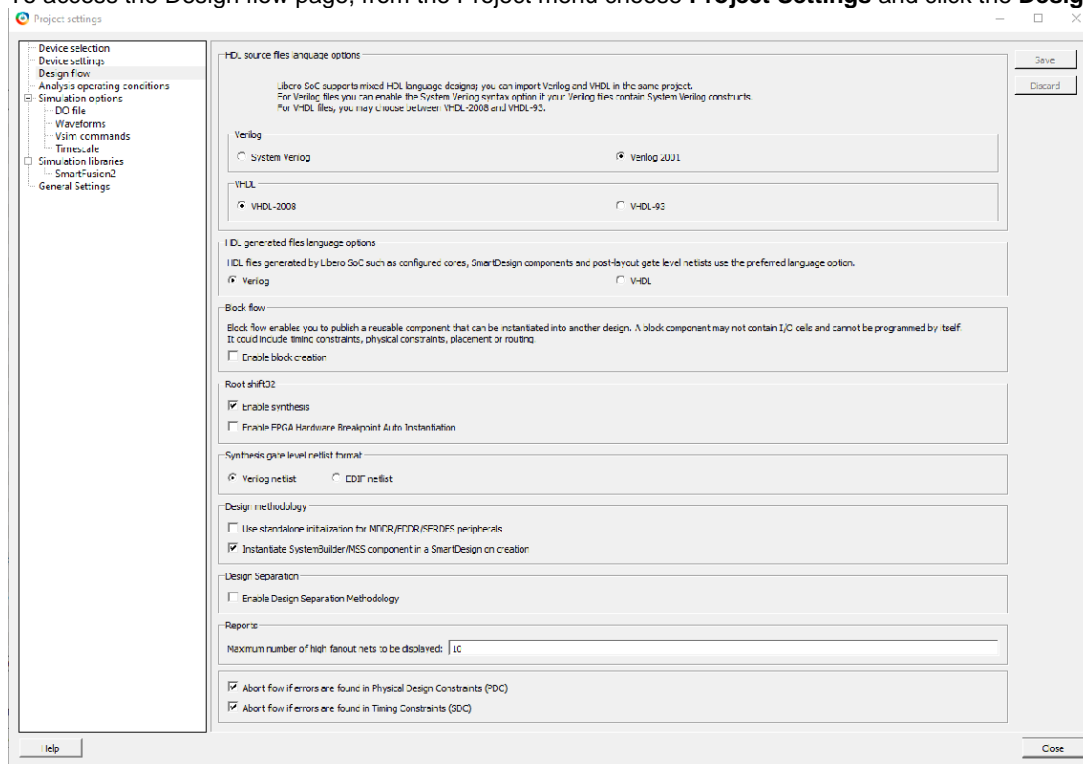 To access the Design flow page, from the Project menu choose Project Settings and click the Desig
Project settings
Device selection
Device settings
Design flow
Analysis operating conditions
Simulation options
DO file
Waveforms
Vsim commands
Timescale
Simulation libraries
SmartFusion2
General Settings
HDL source files language options
Libero SoC supports mixed HDL language designs; you can import Verilog and VHDL in the same project.
For Verilog files you can enable the System Verilog syntax option if your Verilog files contain System Verilog constructs.
For VHDL files, you may choose between VHDL-2008 and VHDL-93.
Verilog
System Verilog
Verilog 2001
VHDL
VHDL-2008
VHDL-93
HDL generated files language options
HDL files generated by Libero SoC such as configured cores, SmartDesign components and post-layout gate level netlists use the preferred language option.
Verilog
VHDL
Block flow
Block flow enables you to publish a reusable component that can be instantiated into another design. A block component may not contain I/O cells and cannot be programmed by itself.
It could include timing constraints, physical constraints, placement or routing.
Enable block creation
Root shift32
Enable synthesis
Enable FPGA Hardware Breakpoint Auto Instantiation
Synthesis gate level netlist format
Verilog netlist
EDIF netlist
Design methodology
Use standalone initialization for MDDR/FDDR/SERDES peripherals
Instantiate SystemBuilder/MSS component in a SmartDesign on creation
Design Separation
Enable Design Separation Methodology
Reports
Maximum number of high fanout nets to be displayed: 10
Abort flow if errors are found in Physical Design Constraints (PDC)
Abort flow if errors are found in Timing Constraints (SDC)
Save
Discard
Help
Close